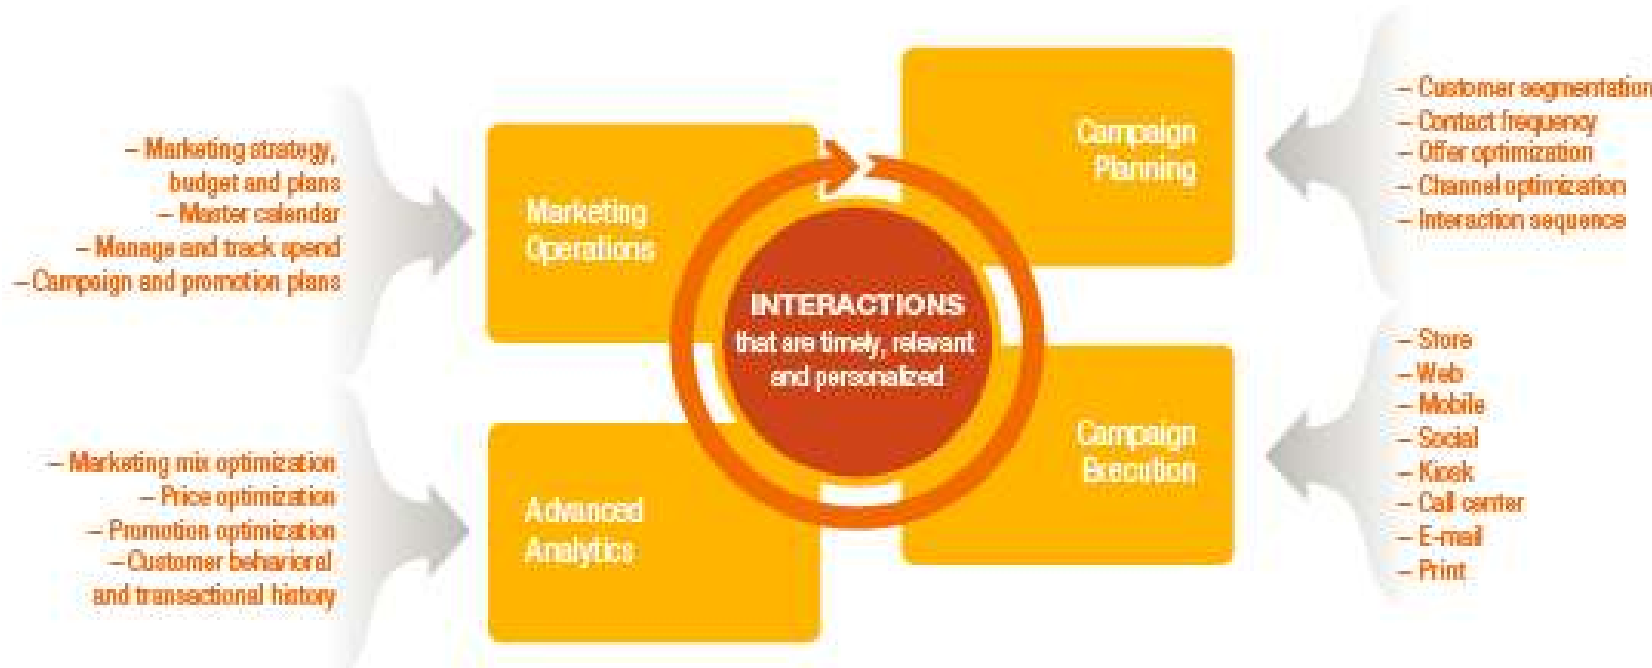 – Marketing strategy,
budget and plans
– Master calendar
– Manage and track spend
– Campaign and promotion plans
Marketing
Operations
Campaign
Planning
– Customer segmentation
– Contact frequency
– Offer optimization
– Channel optimization
– Interaction sequence
INTERACTIONS
that are timely, relevant
and personalized
– Marketing mix optimization
– Price optimization
– Promotion optimization
– Customer behavioral
and transactional history
Advanced
Analytics
Campaign
Execution
– Store
– Web
– Mobile
– Social
– Kiosk
– Call center
– E-mail
– Print